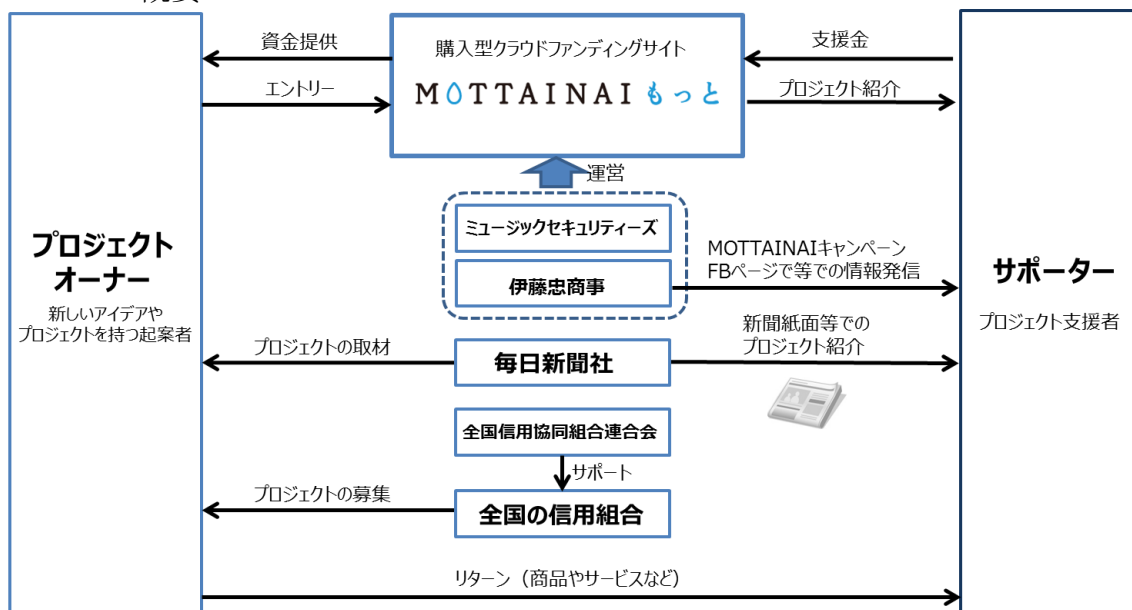 資金提供
購入型クラウドファンディングサイト
支援金
エントリー
MOTTAINAIもっと
プロジェクト紹介
運営
ミュージックセキュリティーズ
伊藤忠商事
MOTTAINAIキャンペーン
FBページで等での情報発信
プロジェクト
オーナー
新しいアイデアや
プロジェクトを持つ起案者
サポーター
プロジェクト支援者
プロジェクトの取材
毎日新聞社
新聞紙面等での
プロジェクト紹介
全国信用協同組合連合会
サポート
プロジェクトの募集
全国の信用組合
リターン（商品やサービスなど）